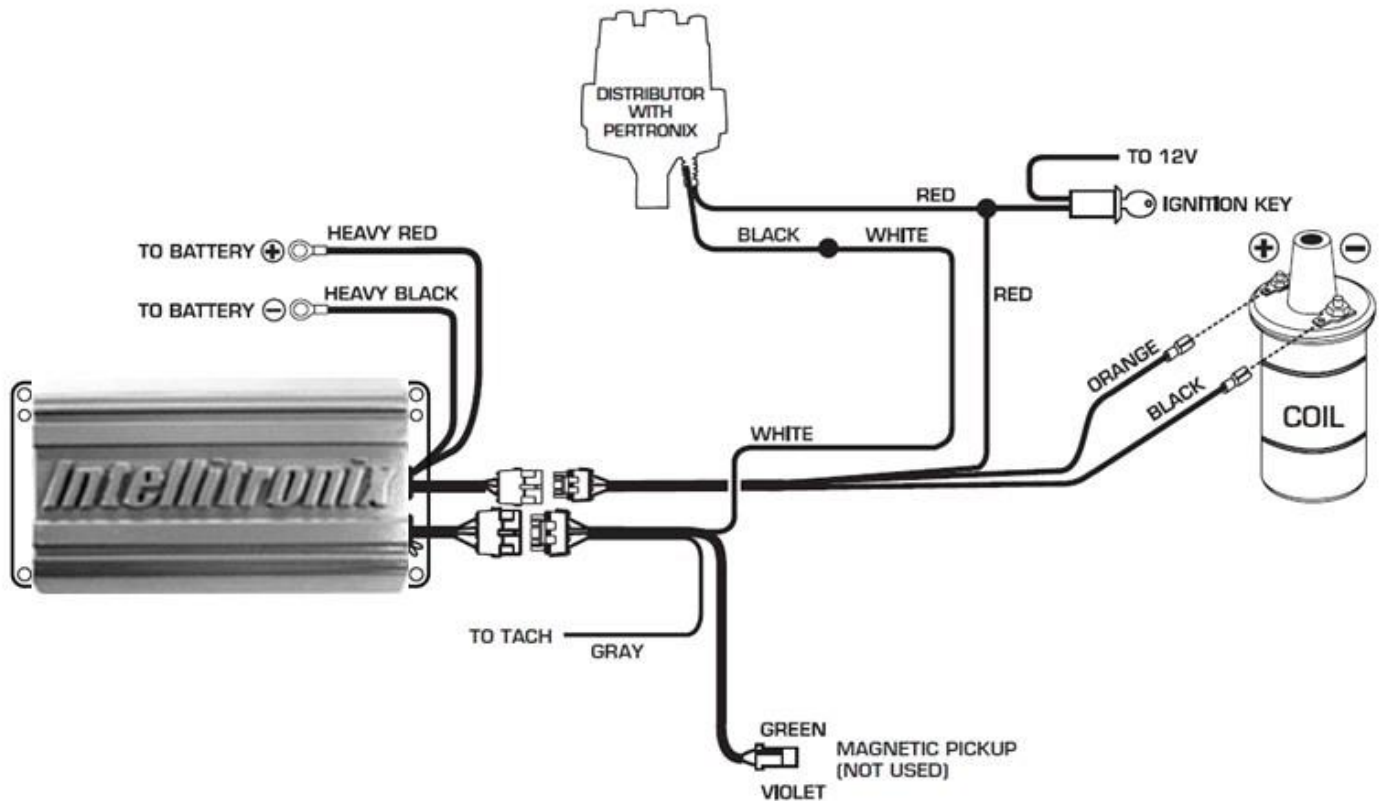 DISTRIBUTOR
WITH
PERTRONIX
TO 12V
RED
IGNITION KEY
HEAVY RED
TO BATTERY +
BLACK
WHITE
+ −
HEAVY BLACK
TO BATTERY −
RED
ORANGE
BLACK
COIL
WHITE
Intellitronix
TO TACH
GRAY
GREEN
MAGNETIC PICKUP
(NOT USED)
VIOLET